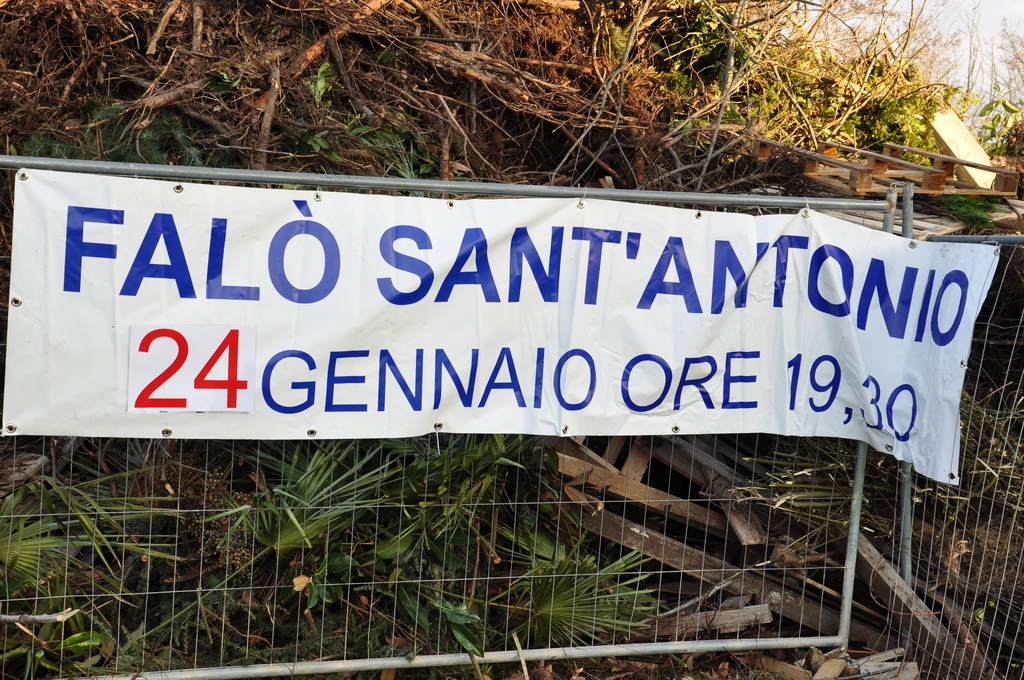 FALÒ SANT'ANTONIO
24 GENNAIO ORE 19,30